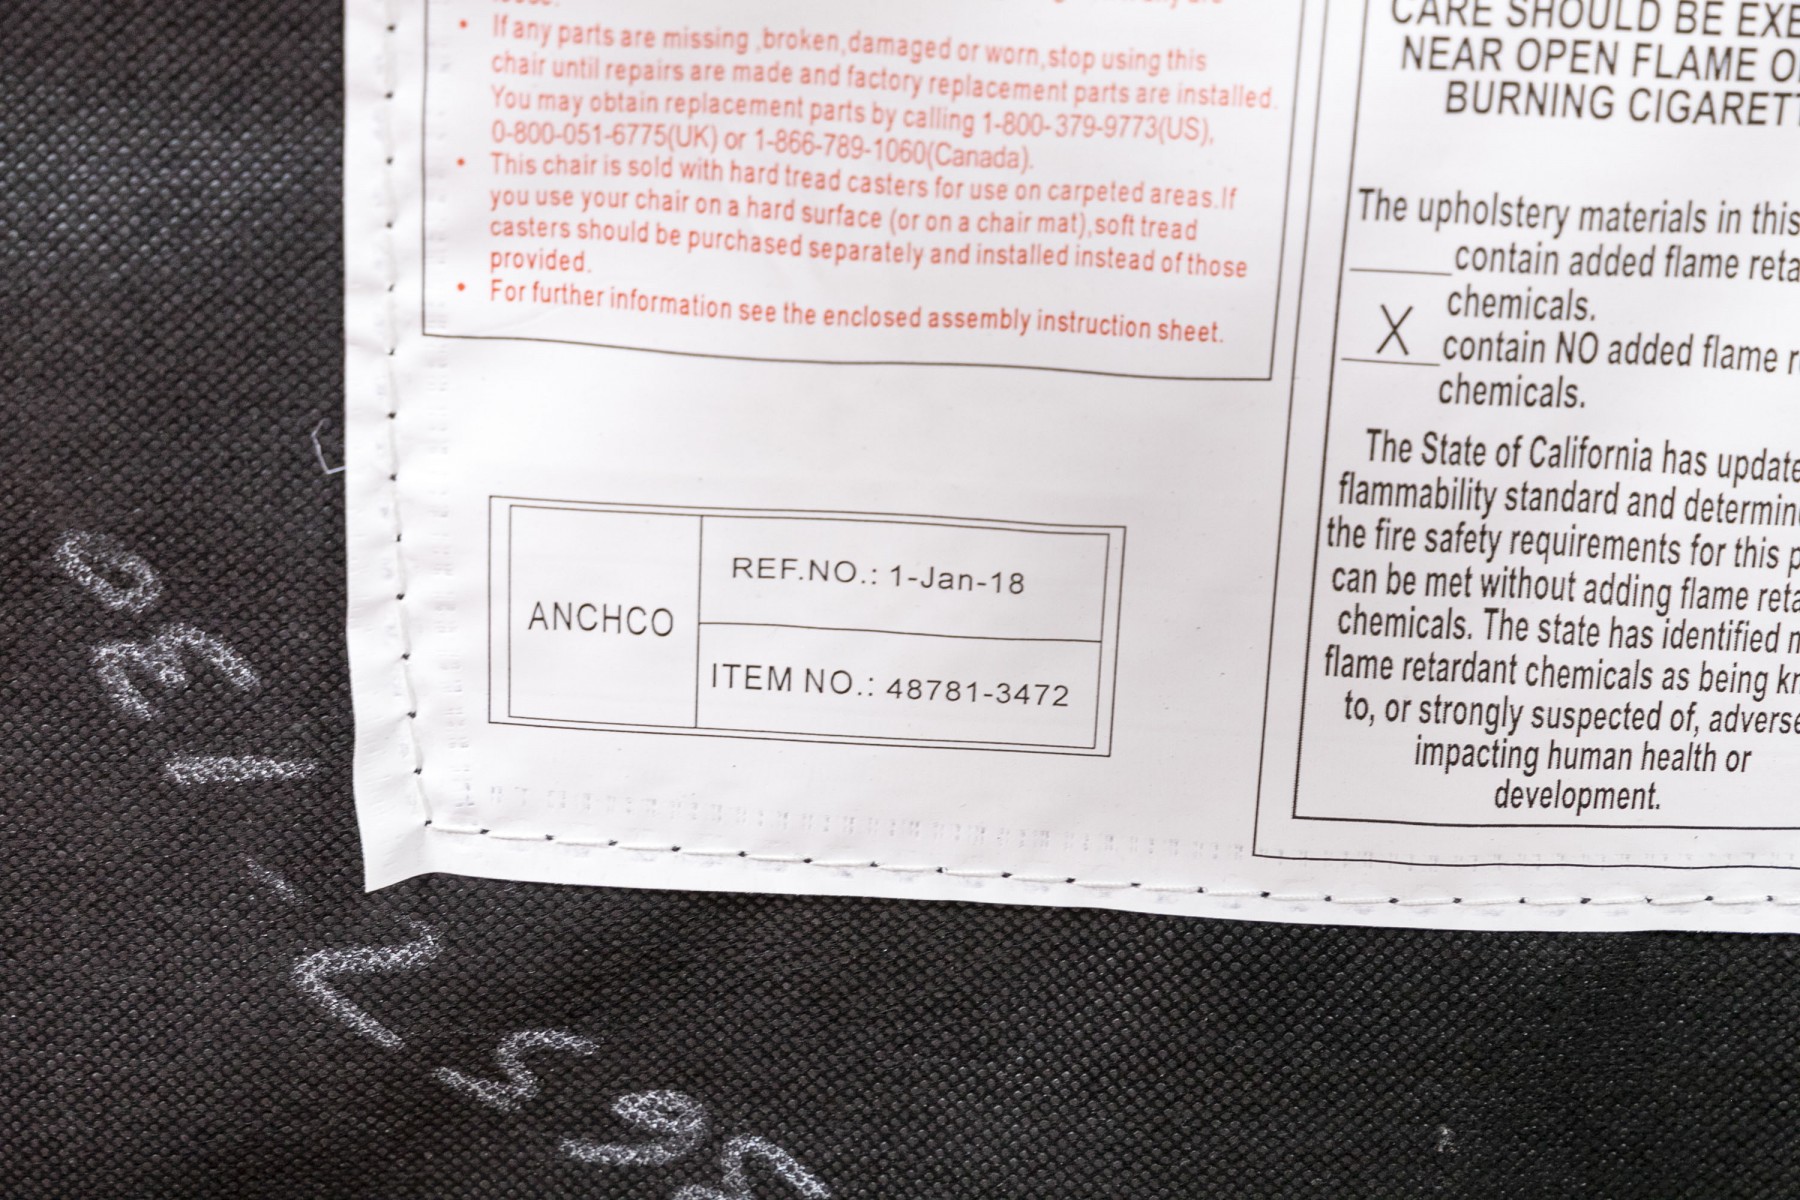 • If any parts are missing ,broken,damaged or worn,stop using this
chair until repairs are made and factory replacement parts are installed.
You may obtain replacement parts by calling 1-800-379-9773(US),
0-800-051-6775(UK) or 1-866-789-1060(Canada).
• This chair is sold with hard tread casters for use on carpeted areas.If
you use your chair on a hard surface (or on a chair mat),soft tread
casters should be purchased separately and installed instead of those
provided.
• For further information see the enclosed assembly instruction sheet.
ANCHCO
REF.NO.: 1-Jan-18
ITEM NO.: 48781-3472
CARE SHOULD BE EXE
NEAR OPEN FLAME O
BURNING CIGARETT
The upholstery materials in this
____contain added flame reta
chemicals.
X contain NO added flame r
chemicals.
The State of California has update
flammability standard and determin
the fire safety requirements for this p
can be met without adding flame reta
chemicals. The state has identified m
flame retardant chemicals as being kn
to, or strongly suspected of, adverse
impacting human health or
development.